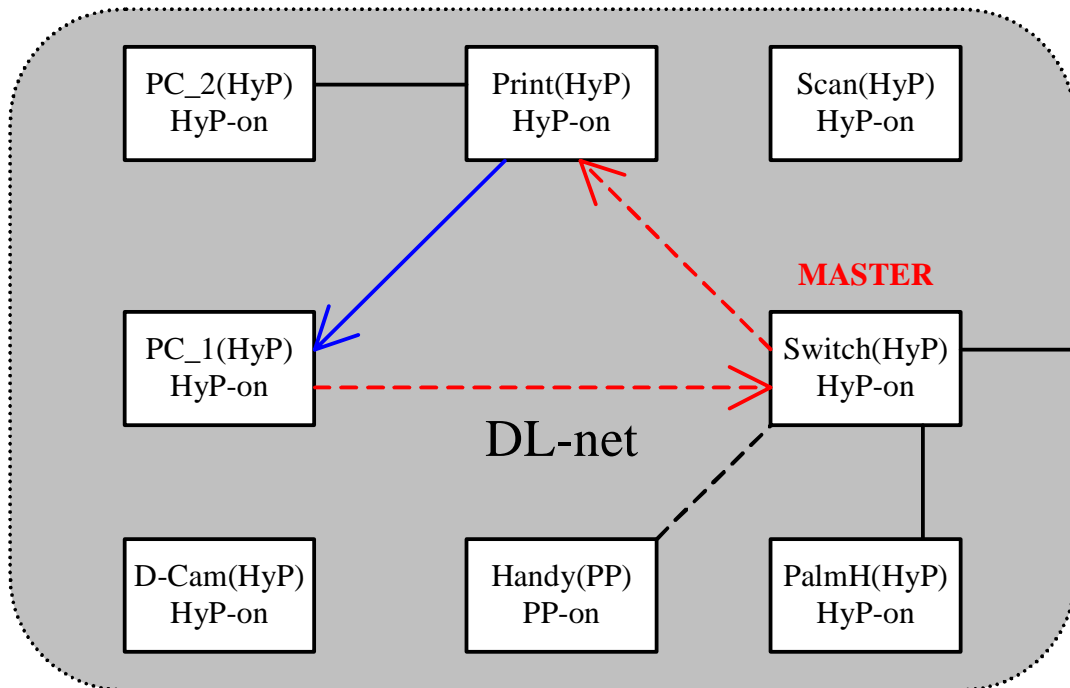 PC_2(HyP)
HyP-on
Print(HyP)
HyP-on
Scan(HyP)
HyP-on
MASTER
PC_1(HyP)
HyP-on
Switch(HyP)
HyP-on
DL-net
D-Cam(HyP)
HyP-on
Handy(PP)
PP-on
PalmH(HyP)
HyP-on